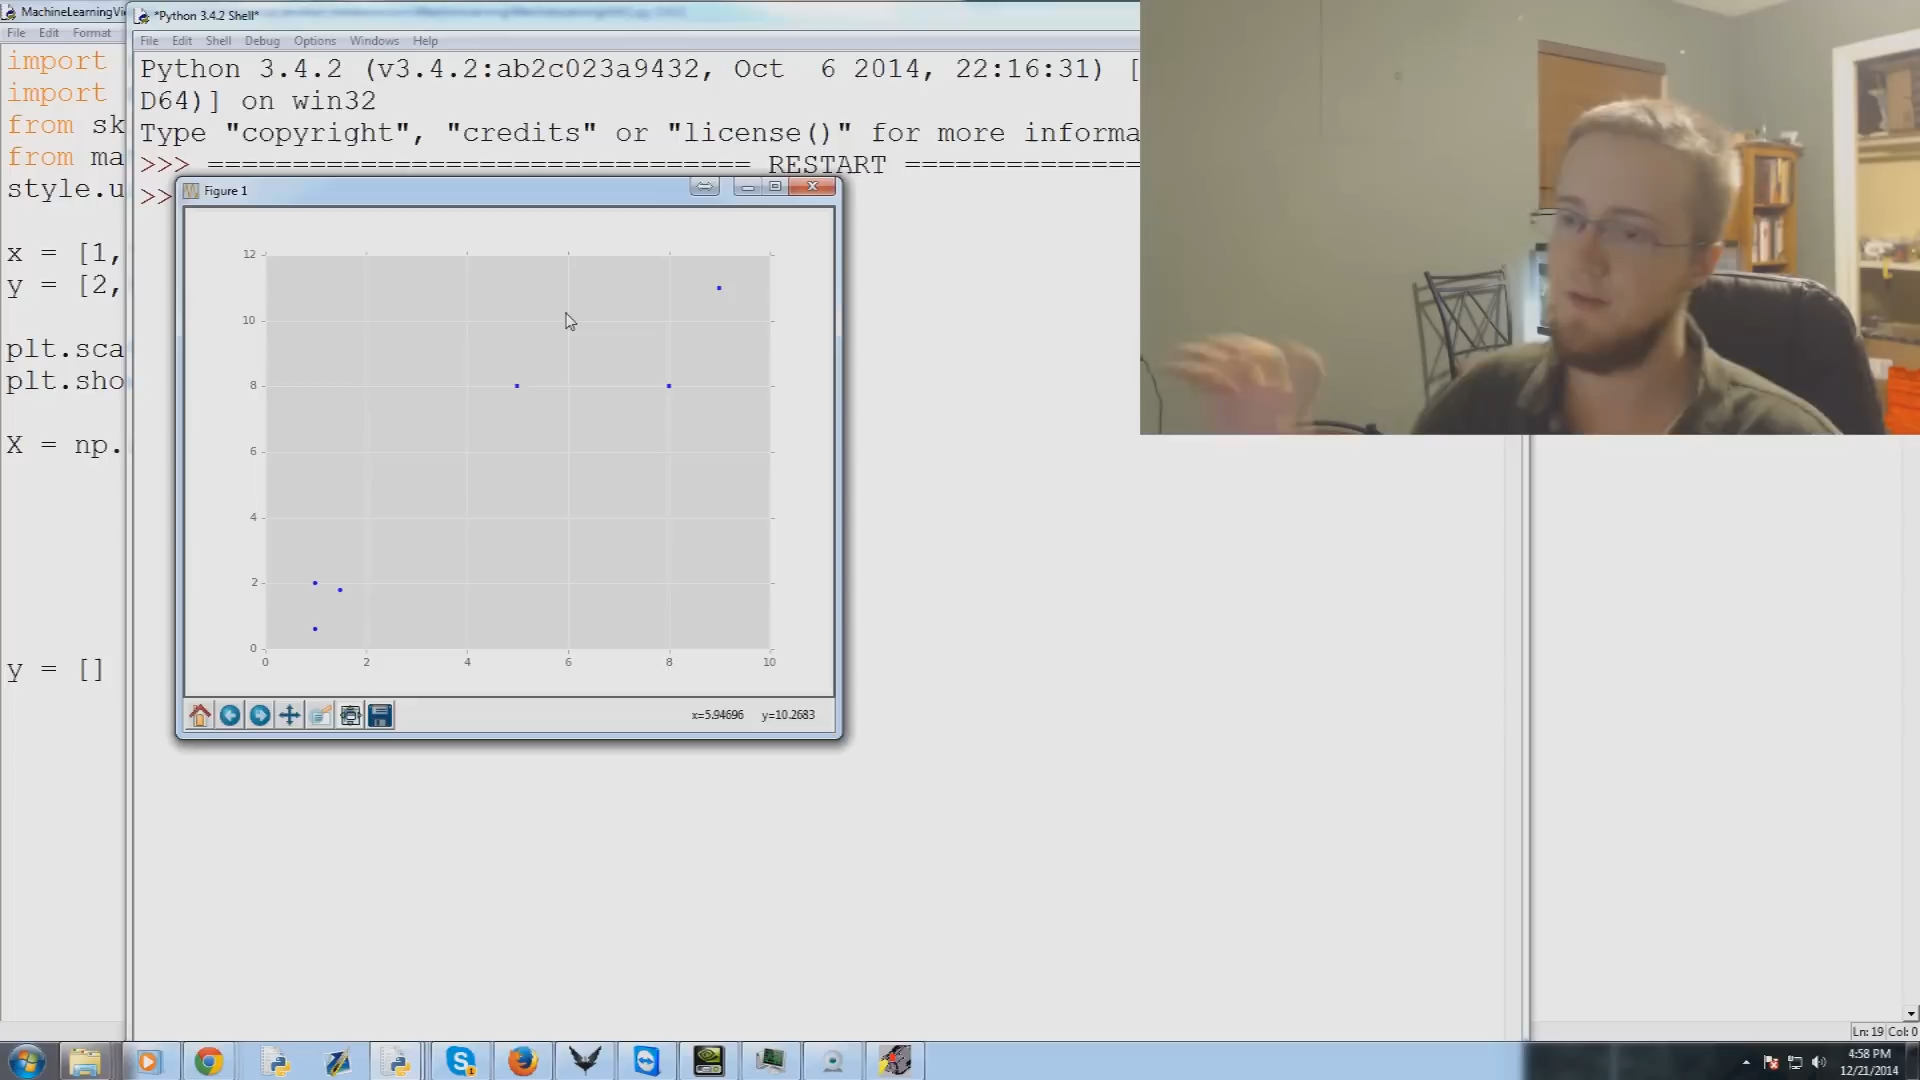 MachineLearningVi
File Edit Format
import
import
from sk
from ma
style.u
x = [1,
y = [2,
plt.sca
plt.sho
X = np.
y = []
*Python 3.4.2 Shell*
File Edit Shell Debug Options Windows Help
Python 3.4.2 (v3.4.2:ab2c023a9432, Oct  6 2014, 22:16:31) [
D64)] on win32
Type "copyright", "credits" or "license()" for more informa
>>> ================================ RESTART ==============
>>
Figure 1
12
10
8
6
4
2
0
0 2 4 6 8 10
x=5.94696 y=10.2683
Ln: 19 Col: 0
4:58 PM
12/21/2014